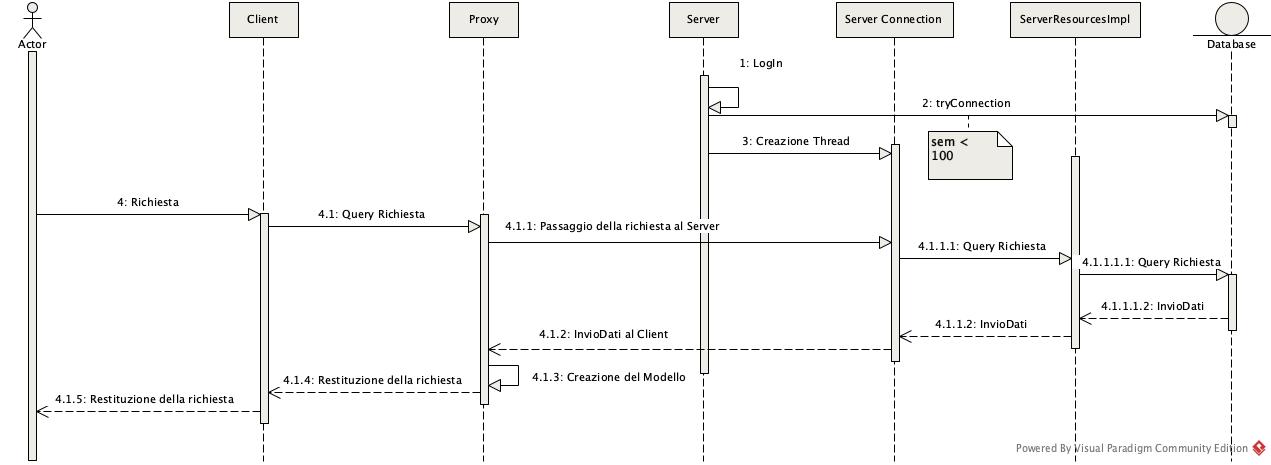 Client
Proxy
Server
Server Connection
ServerResourcesImpl
Actor
Database
1: LogIn
2: tryConnection
3: Creazione Thread
sem <
100
4: Richiesta
4.1: Query Richiesta
4.1.1: Passaggio della richiesta al Server
4.1.1.1: Query Richiesta
4.1.1.1.1: Query Richiesta
4.1.1.1.2: InvioDati
4.1.1.2: InvioDati
4.1.2: InvioDati al Client
4.1.3: Creazione del Modello
4.1.4: Restituzione della richiesta
4.1.5: Restituzione della richiesta
Powered By Visual Paradigm Community Edition